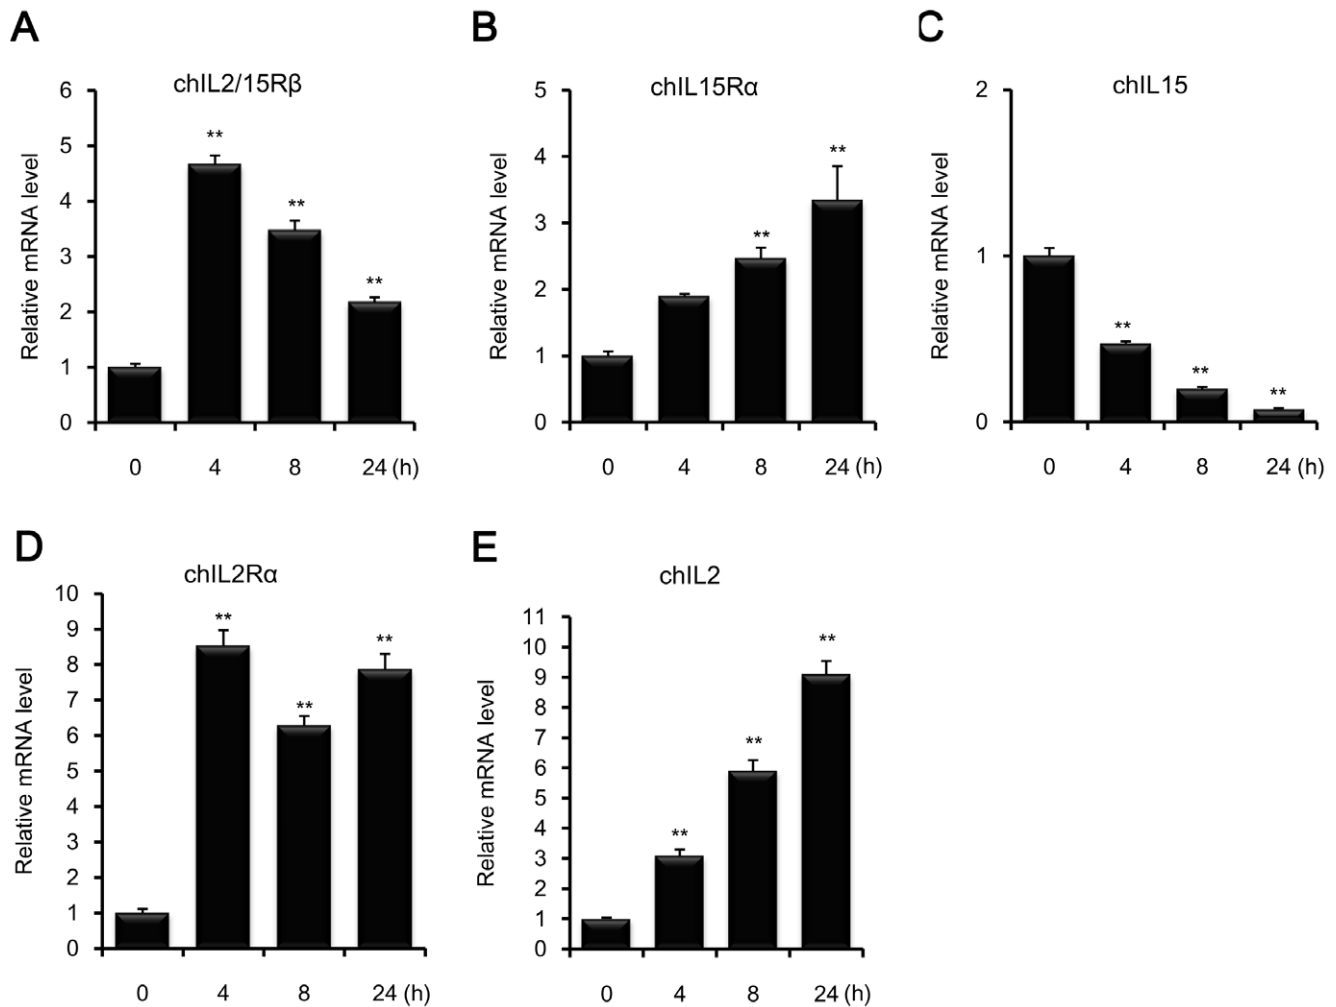 A
chIL2/15Rβ
Relative mRNA level
6
5
4
3
2
1
0
**
**
**
0 4 8 24 (h)
B
chIL15Rα
Relative mRNA level
5
4
3
2
1
0
**
**
0 4 8 24 (h)
C
chIL15
Relative mRNA level
2
1
0
**
**
**
0 4 8 24 (h)
D
chIL2Rα
Relative mRNA level
10
9
8
7
6
5
4
3
2
1
0
**
**
**
0 4 8 24 (h)
E
chIL2
Relative mRNA level
11
10
9
8
7
6
5
4
3
2
1
0
**
**
**
0 4 8 24 (h)